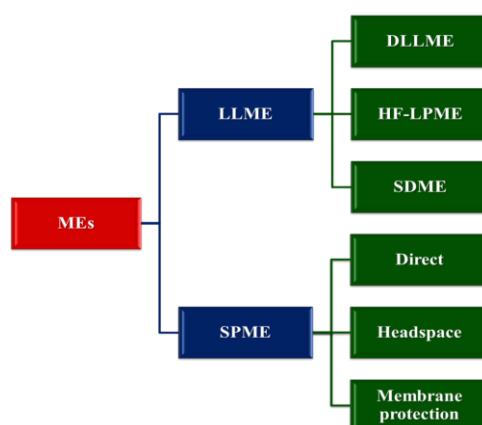 DLLME
LLME
HF-LPME
SDME
MEs
Direct
SPME
Headspace
Membrane
protection